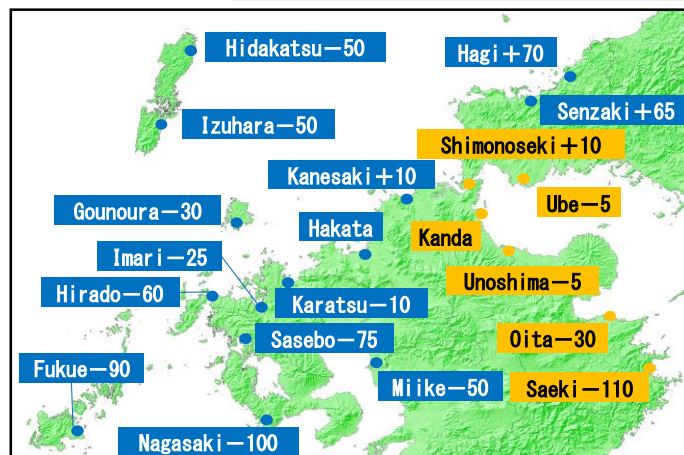 Hidakatsu−50
Hagi＋70
Senzaki＋65
Izuhara−50
Shimonoseki＋10
Kanesaki＋10
Ube−5
Gounoura−30
Hakata
Kanda
Imari−25
Unoshima−5
Hirado−60
Karatsu−10
Sasebo−75
Oita−30
Fukue−90
Miike−50
Saeki−110
Nagasaki−100